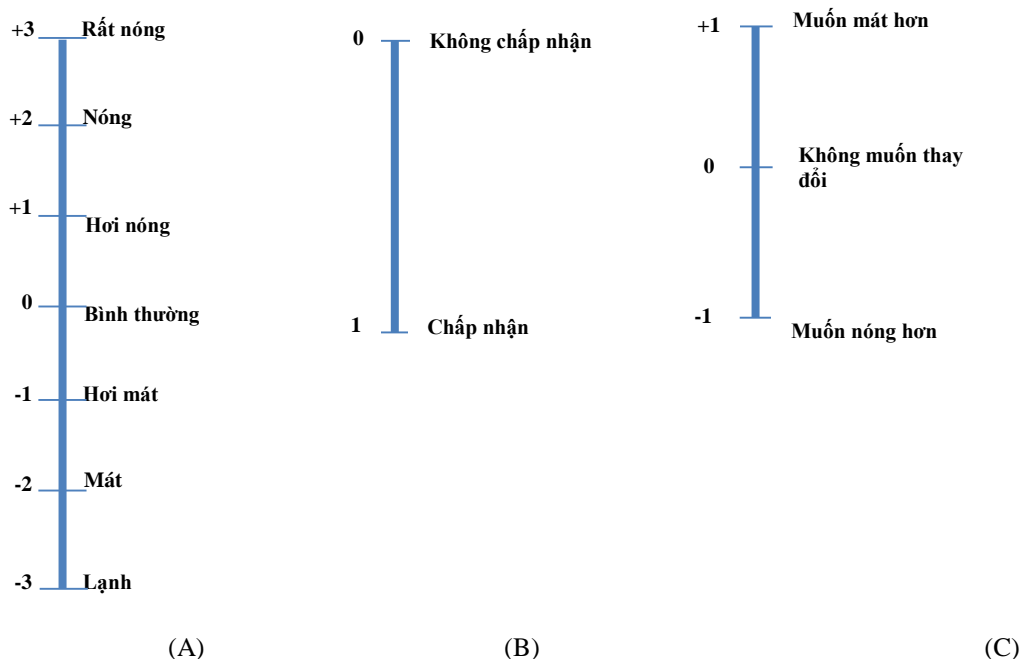 +3 Rất nóng
+2 Nóng
+1 Hơi nóng
0 Bình thường
-1 Hơi mát
-2 Mát
-3 Lạnh
(A)
0 Không chấp nhận
1 Chấp nhận
(B)
+1 Muốn mát hơn
0 Không muốn thay
đổi
-1 Muốn nóng hơn
(C)